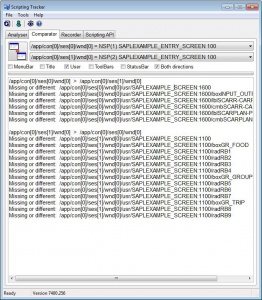 Scripting Tracker
File Tools Help
Analyser Comparator Recorder Scripting API
/app/con[0]/ses[0]/wnd[0] = NSP(1) SAPLEXAMPLE_ENTRY_SCREEN 100
/app/con[0]/ses[1]/wnd[0] = NSP(2) SAPLEXAMPLE_ENTRY_SCREEN 100
MenuBar Title User ToolBars StatusBar Both directions
/app/con[0]/ses[0]/wnd[0] > /app/con[0]/ses[1]/wnd[0]
Missing or different: /app/con[0]/ses[0]/wnd[0]/usr/SAPLEXAMPLE_SCREEN:1600
Missing or different: /app/con[0]/ses[0]/wnd[0]/usr/SAPLEXAMPLE_SCREEN:1600/boxINPUT_OUT
Missing or different: /app/con[0]/ses[0]/wnd[0]/usr/SAPLEXAMPLE_SCREEN:1600/lblSCARR-CARF
Missing or different: /app/con[0]/ses[0]/wnd[0]/usr/SAPLEXAMPLE_SCREEN:1600/cmbSCARR-CA
Missing or different: /app/con[0]/ses[0]/wnd[0]/usr/SAPLEXAMPLE_SCREEN:1600/lblSCARPLAN-P
Missing or different: /app/con[0]/ses[0]/wnd[0]/usr/SAPLEXAMPLE_SCREEN:1600/cmbSCARPLAN
/app/con[0]/ses[1]/wnd[0] > /app/con[0]/ses[0]/wnd[0]
Missing or different: /app/con[0]/ses[1]/wnd[0]/usr/SAPLEXAMPLE_SCREEN:1100
Missing or different: /app/con[0]/ses[1]/wnd[0]/usr/SAPLEXAMPLE_SCREEN:1100/boxGR_FOOD
Missing or different: /app/con[0]/ses[1]/wnd[0]/usr/SAPLEXAMPLE_SCREEN:1100/radRB1
Missing or different: /app/con[0]/ses[1]/wnd[0]/usr/SAPLEXAMPLE_SCREEN:1100/radRB2
Missing or different: /app/con[0]/ses[1]/wnd[0]/usr/SAPLEXAMPLE_SCREEN:1100/radRB3
Missing or different: /app/con[0]/ses[1]/wnd[0]/usr/SAPLEXAMPLE_SCREEN:1100/radRB4
Missing or different: /app/con[0]/ses[1]/wnd[0]/usr/SAPLEXAMPLE_SCREEN:1100/boxGR_GROUP
Missing or different: /app/con[0]/ses[1]/wnd[0]/usr/SAPLEXAMPLE_SCREEN:1100/radRB5
Missing or different: /app/con[0]/ses[1]/wnd[0]/usr/SAPLEXAMPLE_SCREEN:1100/radRB6
Missing or different: /app/con[0]/ses[1]/wnd[0]/usr/SAPLEXAMPLE_SCREEN:1100/radRB7
Missing or different: /app/con[0]/ses[1]/wnd[0]/usr/SAPLEXAMPLE_SCREEN:1100/boxGR_TRIP
Missing or different: /app/con[0]/ses[1]/wnd[0]/usr/SAPLEXAMPLE_SCREEN:1100/radRB8
Missing or different: /app/con[0]/ses[1]/wnd[0]/usr/SAPLEXAMPLE_SCREEN:1100/radRB9
Ready Version 7400.256